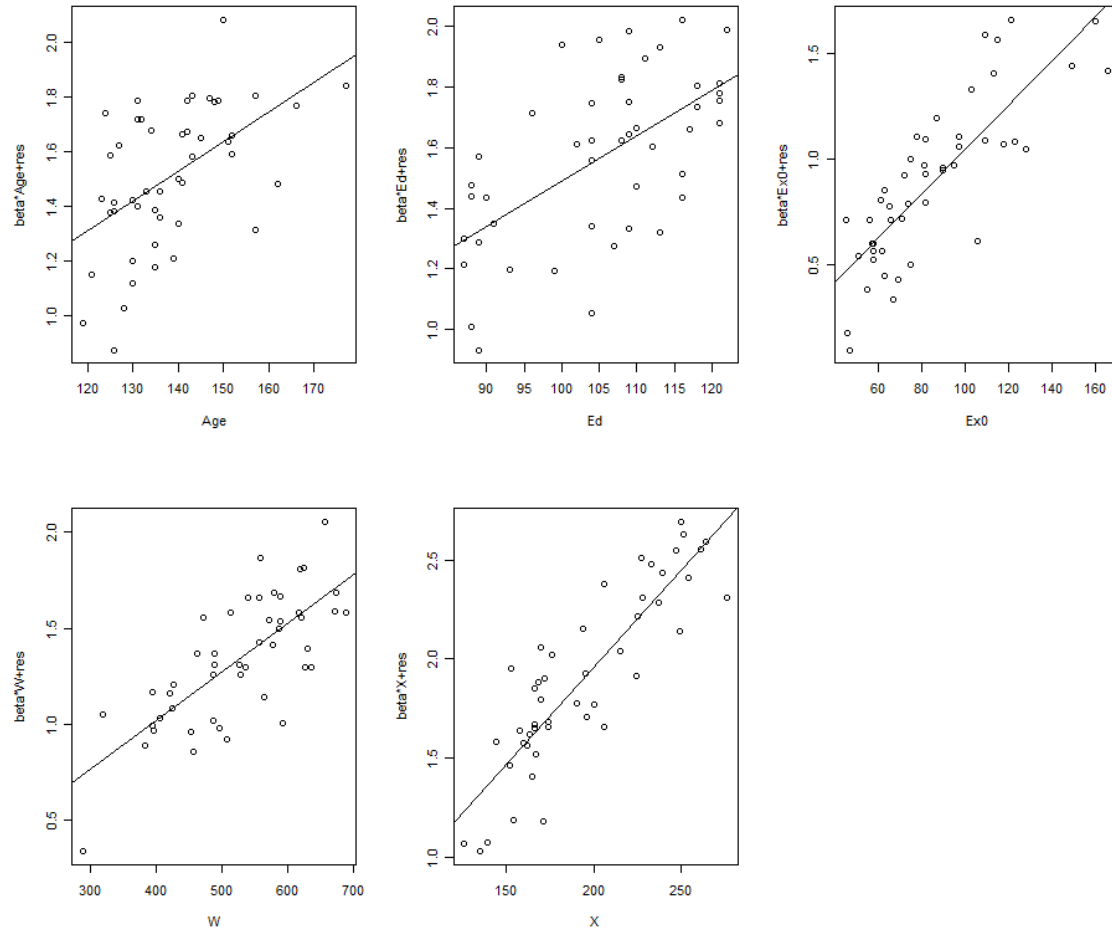 beta*Age+res
1.0 1.2 1.4 1.6 1.8 2.0
120 130 140 150 160 170
Age
beta*Ed+res
1.0 1.2 1.4 1.6 1.8 2.0
90 95 100 105 110 115 120
Ed
beta*Ex0+res
0.5 1.0 1.5
60 80 100 120 140 160
Ex0
beta*W+res
0.5 1.0 1.5 2.0
300 400 500 600 700
W
beta*X+res
1.0 1.5 2.0 2.5
150 200 250
X